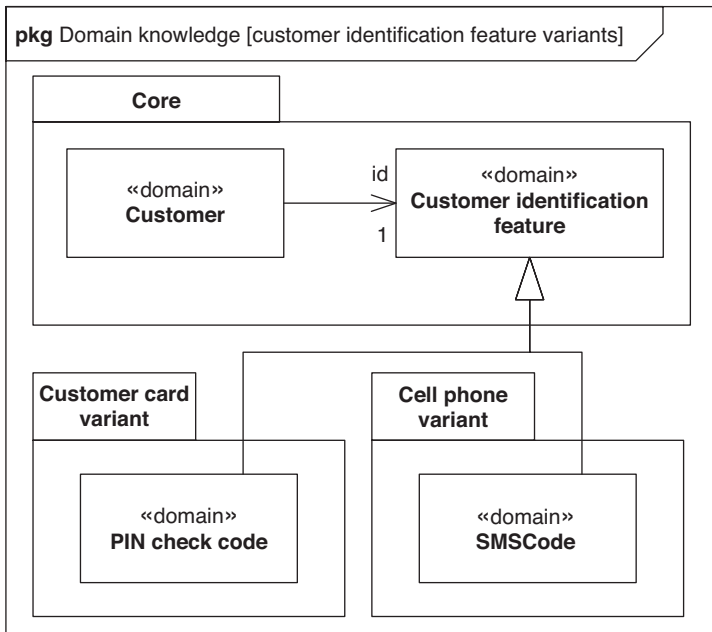 pkg Domain knowledge [customer identification feature variants]
Core
«domain»
Customer
id
1
«domain»
Customer identification
feature
Customer card
variant
«domain»
PIN check code
Cell phone
variant
«domain»
SMSCode